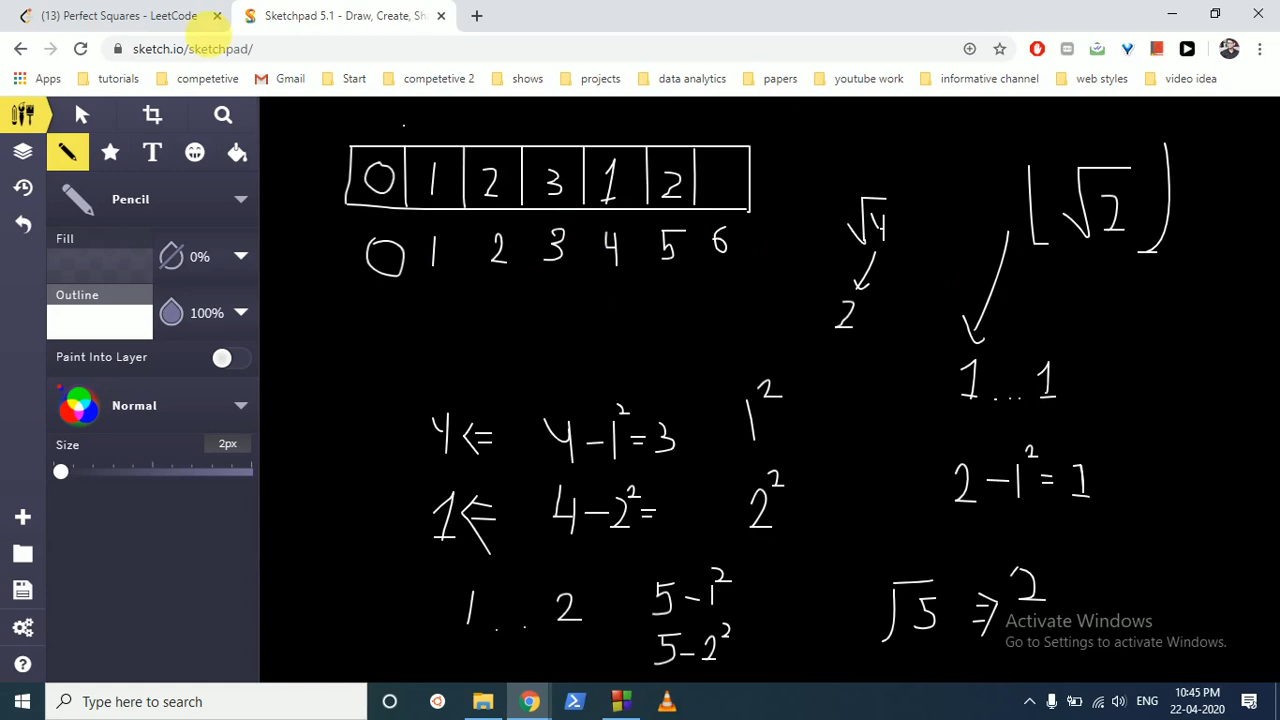 (13) Perfect Squares - LeetCode
Sketchpad 5.1 - Draw, Create, Sh
sketch.io/sketchpad/
Apps tutorials competetive Gmail Start competetive 2 shows projects data analytics papers youtube work informative channel web styles video idea
Pencil
Fill
0%
Outline
100%
Paint Into Layer
Normal
Size
2px
0 1 2 3 1 2
0 1 2 3 4 5 6
√4
2
⌊√2⌋
1 ... 1
4 <= 4-1²=3 1²
1 <= 4-2²= 2²
2-1²=1
1 .. 2
5-1²
5-2²
√5 => 2
Activate Windows
Go to Settings to activate Windows.
Type here to search
ENG
10:45 PM
22-04-2020